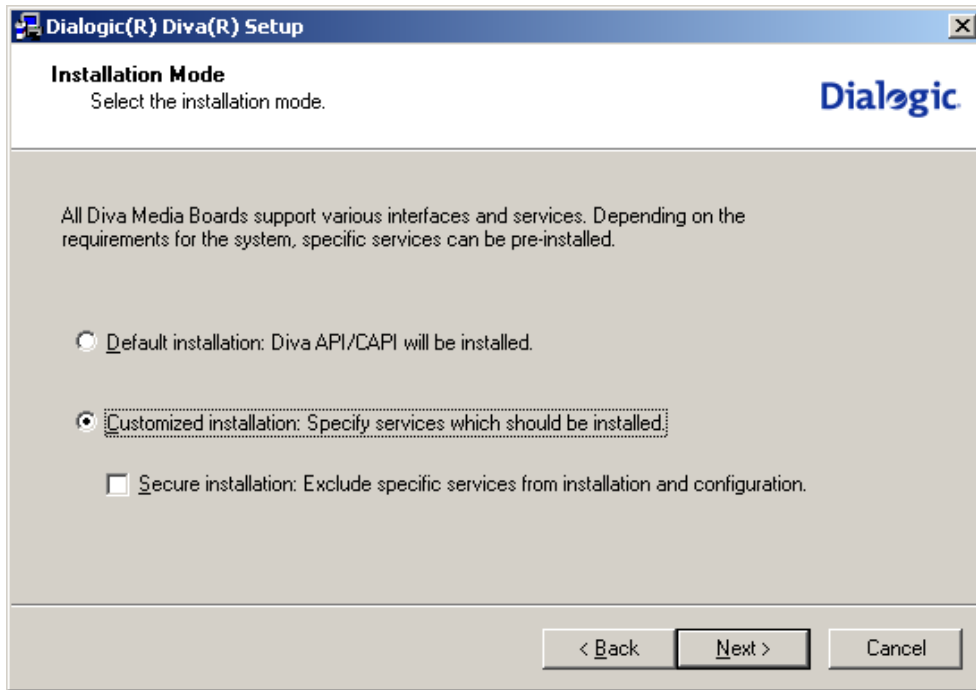 Dialogic(R) Diva(R) Setup
Installation Mode
Select the installation mode.
Dialogic.
All Diva Media Boards support various interfaces and services. Depending on the
requirements for the system, specific services can be pre-installed.
Default installation: Diva API/CAPI will be installed.
Customized installation: Specify services which should be installed.
Secure installation: Exclude specific services from installation and configuration.
< Back
Next >
Cancel